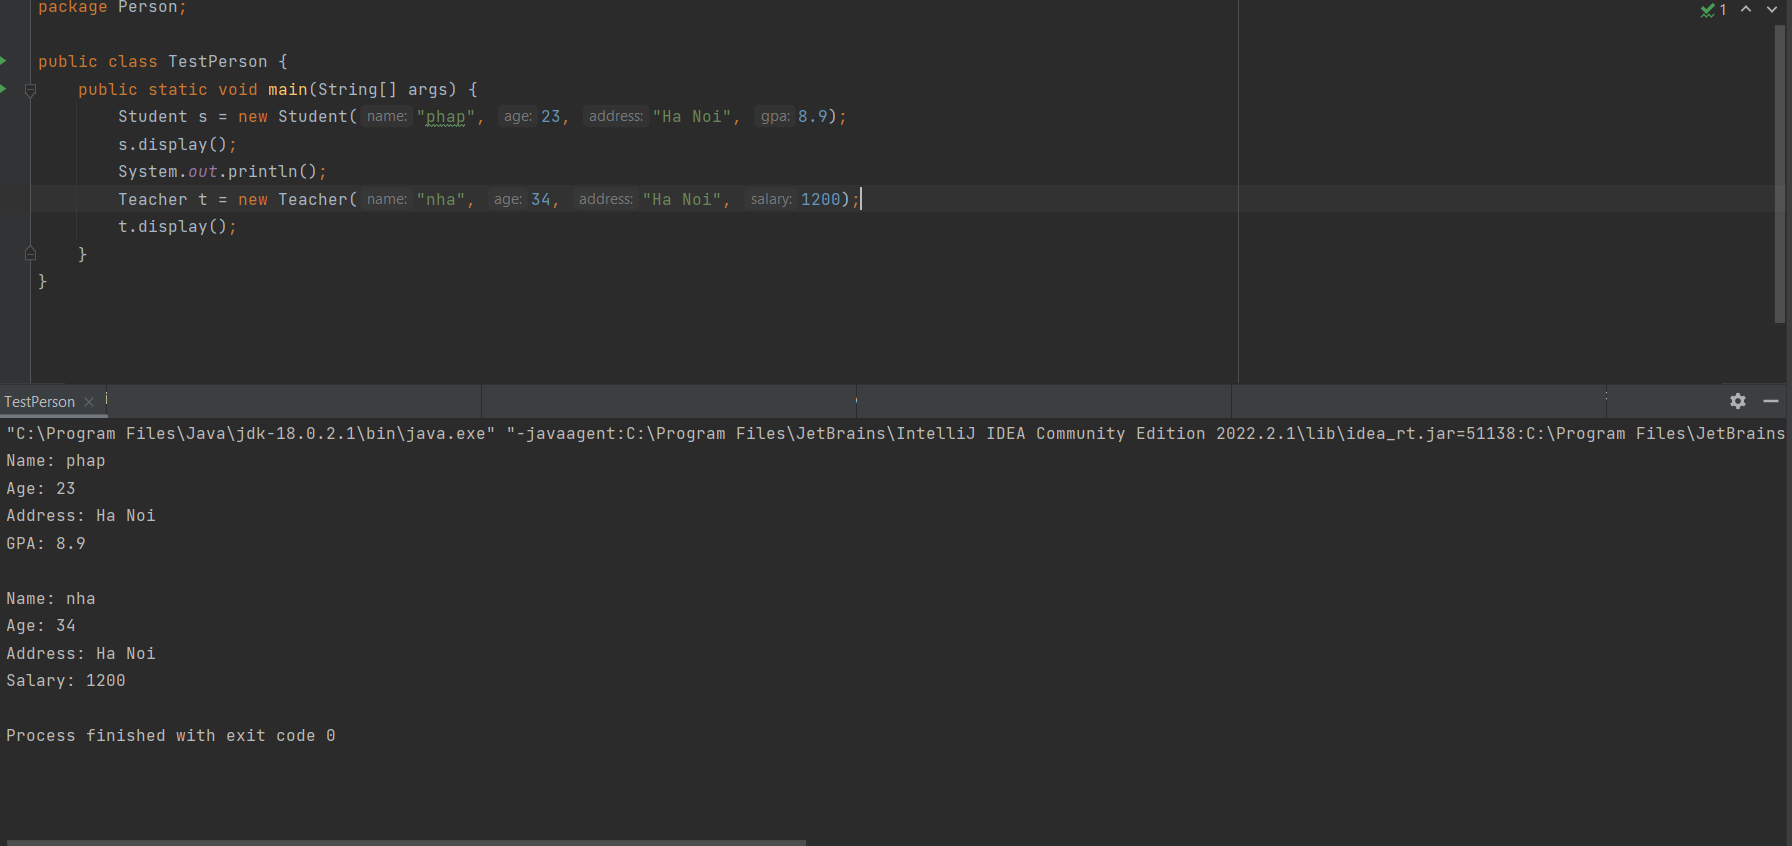 package Person;
1
public class TestPerson {
public static void main(String[] args) {
Student s = new Student( name: "phap", age: 23, address: "Ha Noi", gpa: 8.9);
s.display();
System.out.println();
Teacher t = new Teacher( name: "nha", age: 34, address: "Ha Noi", salary: 1200);
t.display();
}
}
TestPerson
"C:\Program Files\Java\jdk-18.0.2.1\bin\java.exe" "-javaagent:C:\Program Files\JetBrains\IntelliJ IDEA Community Edition 2022.2.1\lib\idea_rt.jar=51138:C:\Program Files\JetBrains
Name: phap
Age: 23
Address: Ha Noi
GPA: 8.9
Name: nha
Age: 34
Address: Ha Noi
Salary: 1200
Process finished with exit code 0